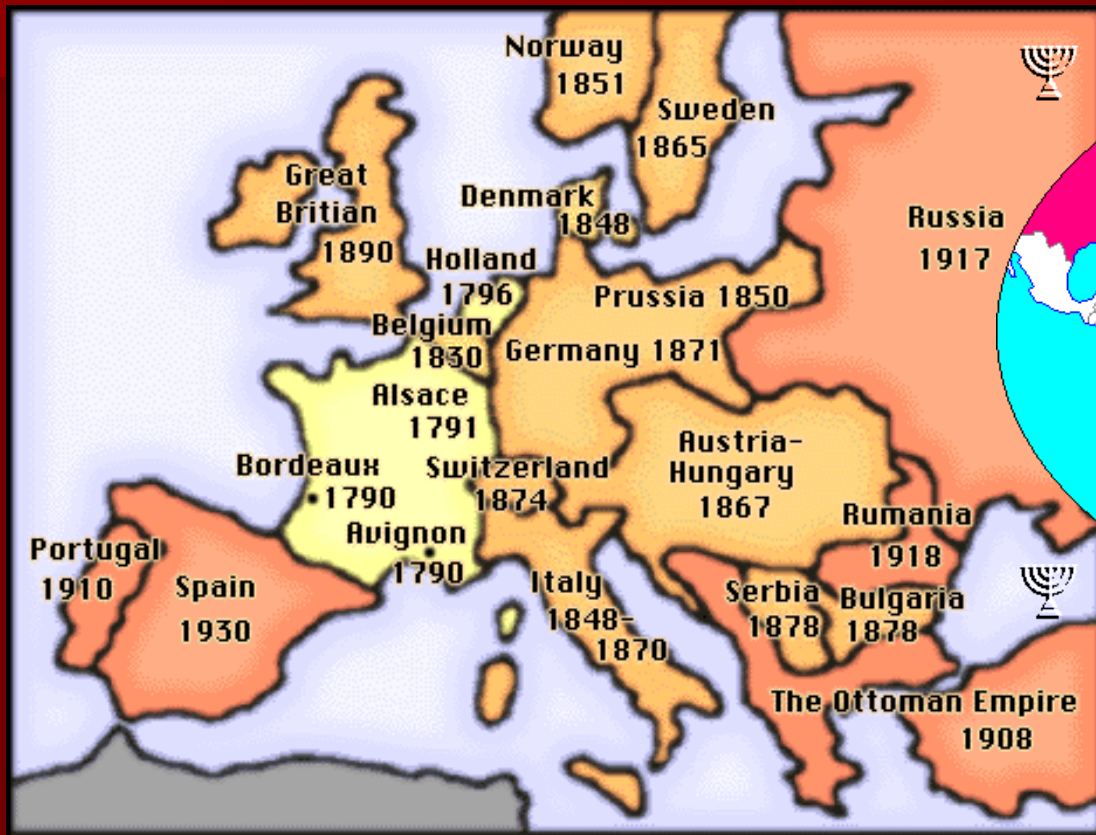 Norway
1851
Sweden
1865
Great
Britian
1890
Denmark
1848
Russia
1917
Holland
1796
Prussia 1850
Belgium
1830
Germany 1871
Alsace
1791
Austria-
Hungary
1867
Bordeaux
1790
Switzerland
1874
Rumania
1918
Avignon
1790
Portugal
1910
Spain
1930
Italy
1848-
1870
Serbia
1878
Bulgaria
1878
The Ottoman Empire
1908